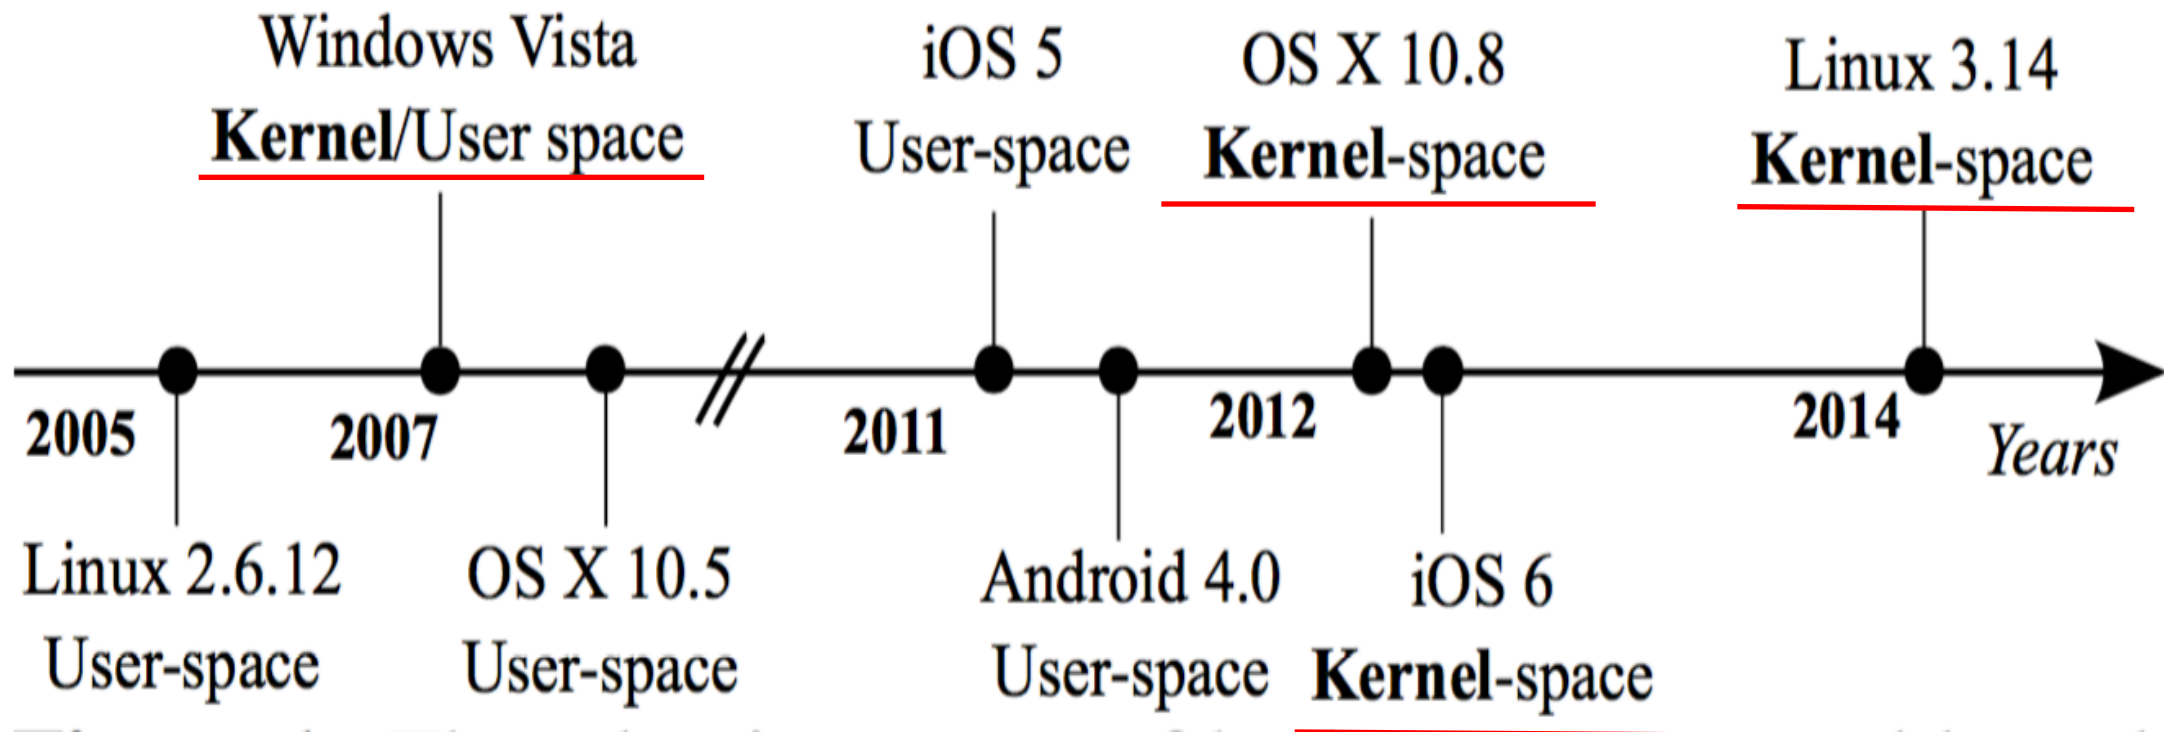 Windows Vista
Kernel/User space
iOS 5
User-space
OS X 10.8
Kernel-space
Linux 3.14
Kernel-space
2005
2007
2011
2012
2014
Years
Linux 2.6.12
User-space
OS X 10.5
User-space
Android 4.0
User-space
iOS 6
Kernel-space